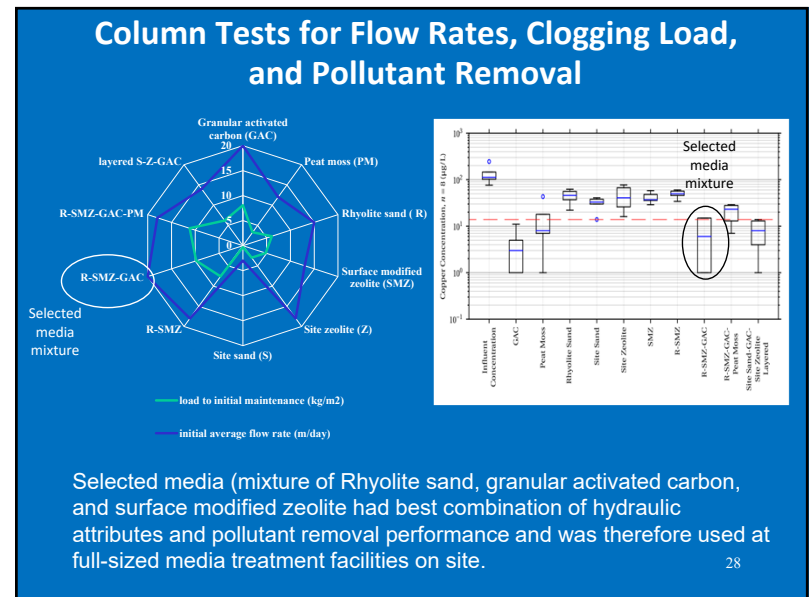 Column Tests for Flow Rates, Clogging Load,
and Pollutant Removal
Granular activated
carbon (GAC)
Peat moss (PM)
Rhyolite sand ( R)
Surface modified
zeolite (SMZ)
Site zeolite (Z)
Site sand (S)
R-SMZ
R-SMZ-GAC
R-SMZ-GAC-PM
layered S-Z-GAC
20
15
10
5
0
Selected
media
mixture
load to initial maintenance (kg/m2)
initial average flow rate (m/day)
Copper Concentration, n = 8 (µg/L)
10³
10²
10¹
10⁰
10⁻¹
Selected
media
mixture
Influent
Concentration
GAC
Peat Moss
Rhyolite Sand
Site Sand
Site Zeolite
SMZ
R-SMZ
R-SMZ-GAC
R-SMZ-GAC-
Peat Moss
Site Sand-GAC-
Site Zeolite
Layered
Selected media (mixture of Rhyolite sand, granular activated carbon,
and surface modified zeolite had best combination of hydraulic
attributes and pollutant removal performance and was therefore used at
full-sized media treatment facilities on site.
28